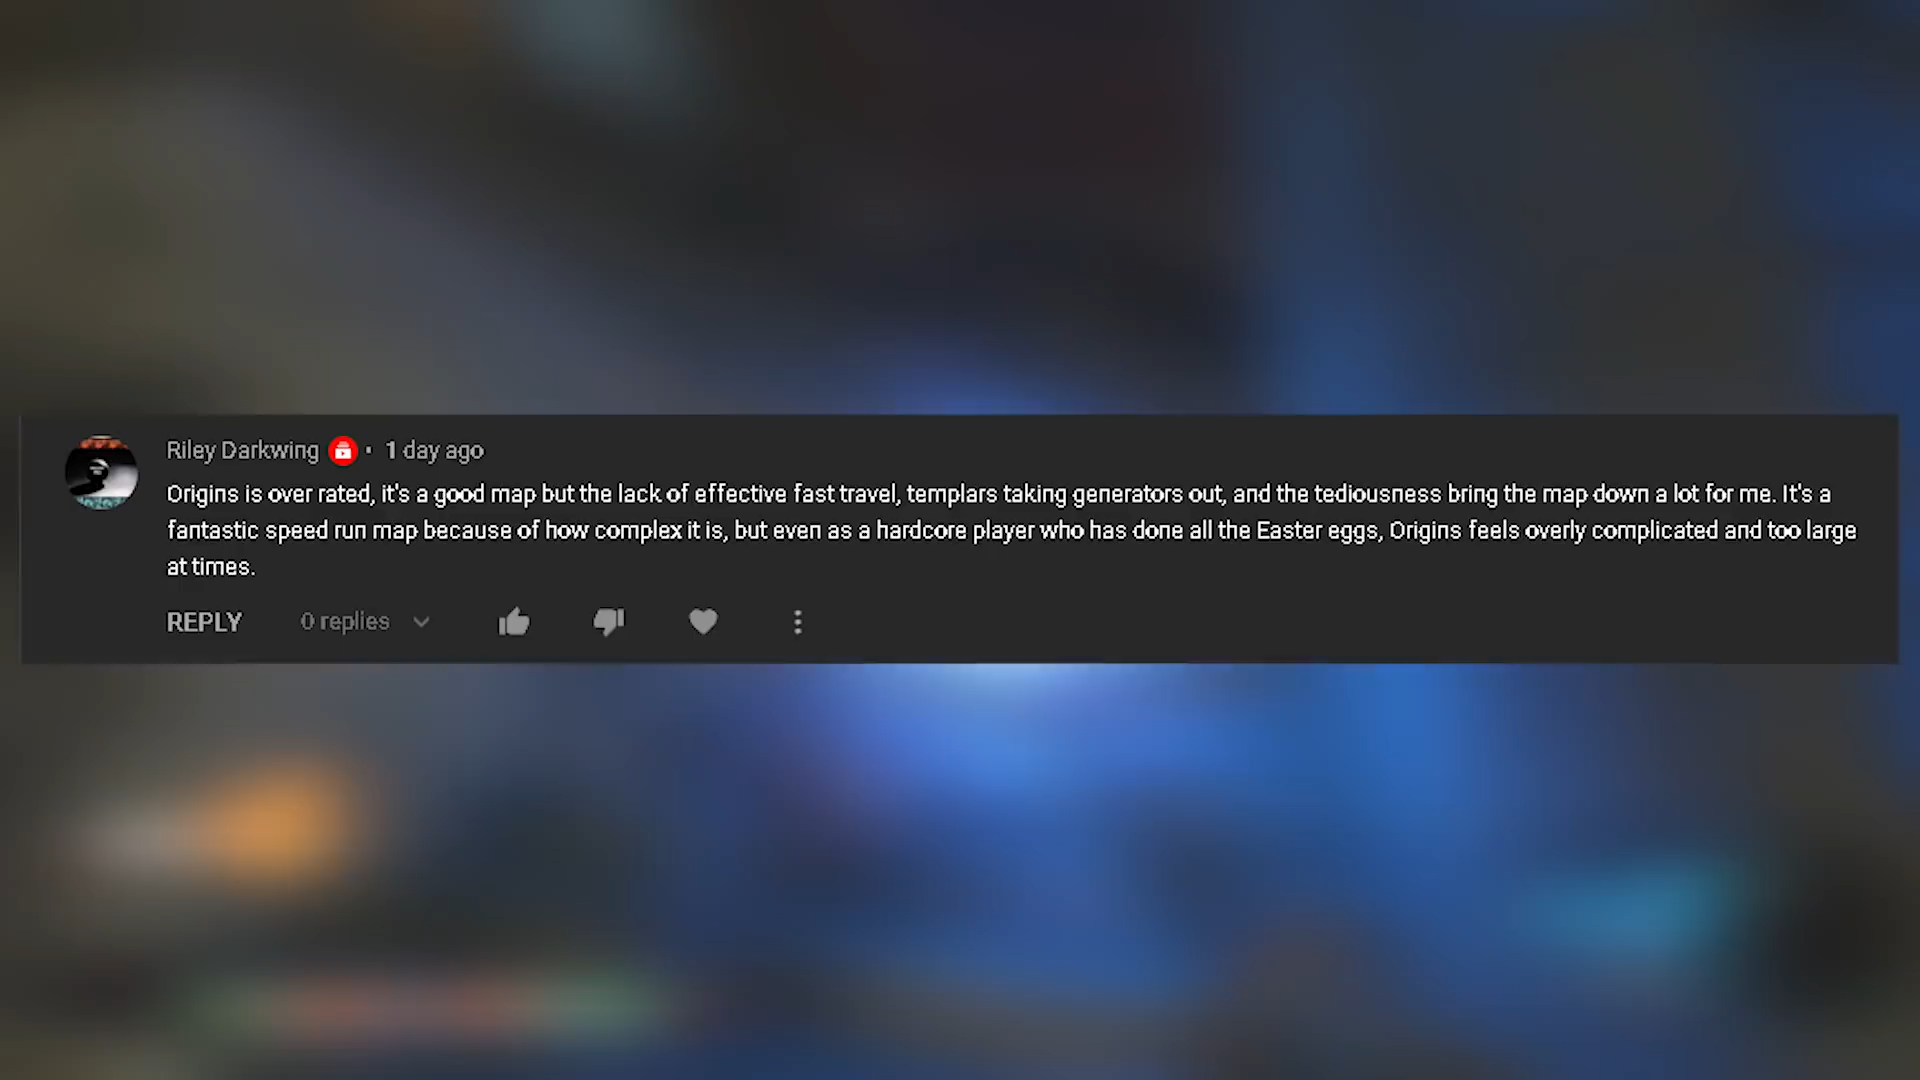 Riley Darkwing · 1 day ago
Origins is over rated, it's a good map but the lack of effective fast travel, templars taking generators out, and the tediousness bring the map down a lot for me. It's a
fantastic speed run map because of how complex it is, but even as a hardcore player who has done all the Easter eggs, Origins feels overly complicated and too large
at times.
REPLY 0 replies